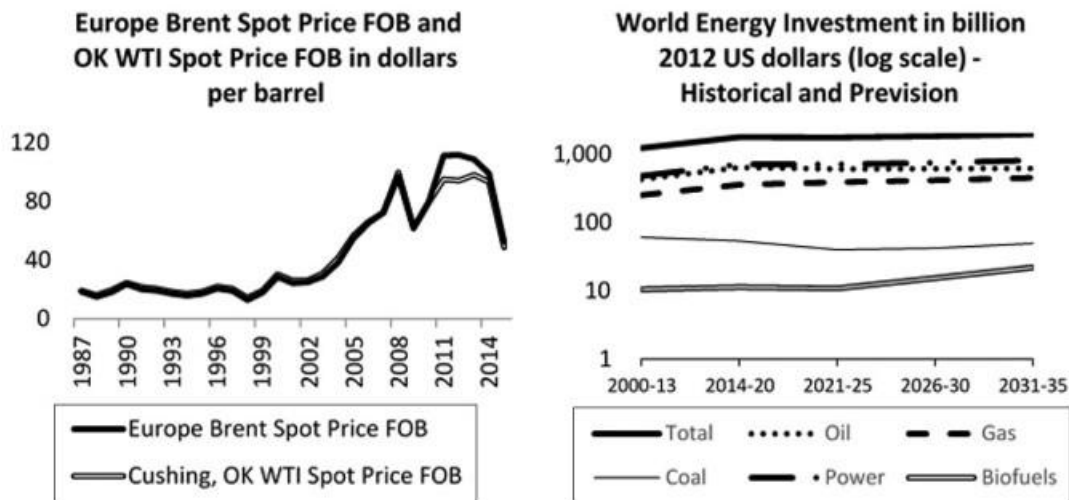 Europe Brent Spot Price FOB and
OK WTI Spot Price FOB in dollars
per barrel
120
80
40
0
1987
1990
1993
1996
1999
2002
2005
2008
2011
2014
Europe Brent Spot Price FOB
Cushing, OK WTI Spot Price FOB
World Energy Investment in billion
2012 US dollars (log scale) -
Historical and Prevision
1,000
100
10
1
2000-13 2014-20 2021-25 2026-30 2031-35
Total Oil Gas
Coal Power Biofuels